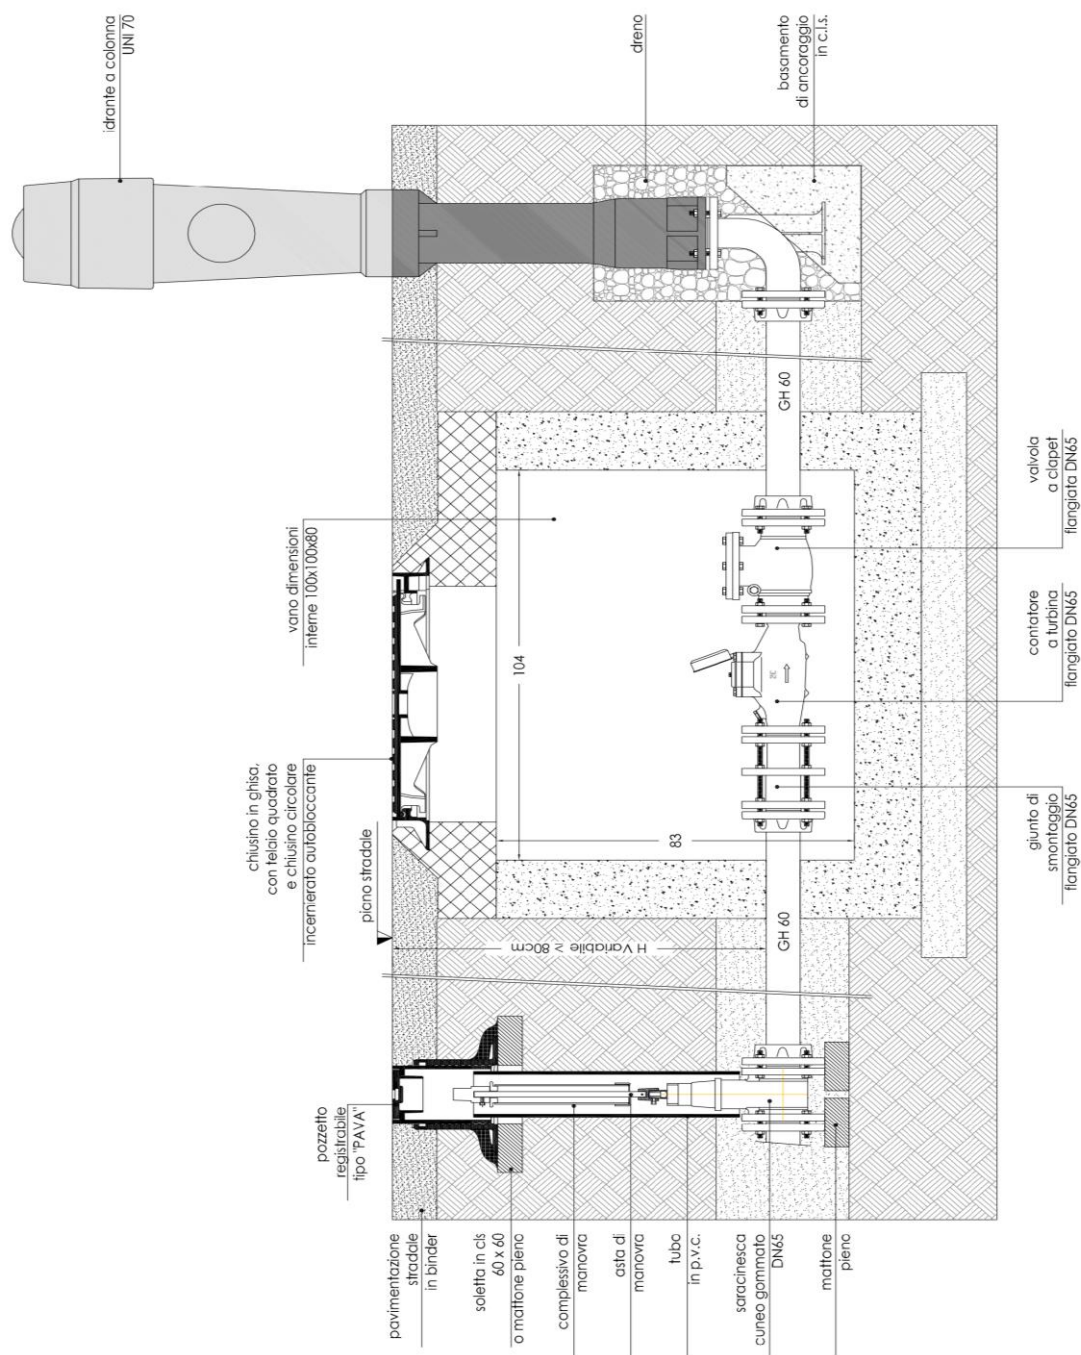 idrante a colonna
UNI 70
dreno
basamento
di ancoraggio
in c.l.s.
vano dimensioni
interne 100x100x80
chiusino in ghisa,
con telaio quadrato
e chiusino circolare
incernierato autobloccante
piano stradale
pozzetto
registrabile
tipo "PAVA"
pavimentazione
stradale
in binder
soletta in cls
60 x 60
o mattone pieno
complessivo di
manovra
asta di
manovra
tubo
in p.v.c.
saracinesca
cuneo gommato
DN65
mattone
pieno
giunto di
smontaggio
flangiato DN65
contatore
a turbina
flangiato DN65
valvola
a clapet
flangiata DN65
H Variabile ≥ 80cm
104
83
GH 60
GH 60